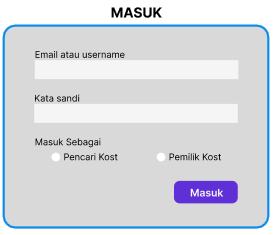 MASUK
Email atau username
Kata sandi
Masuk Sebagai
Pencari Kost Pemilik Kost
Masuk